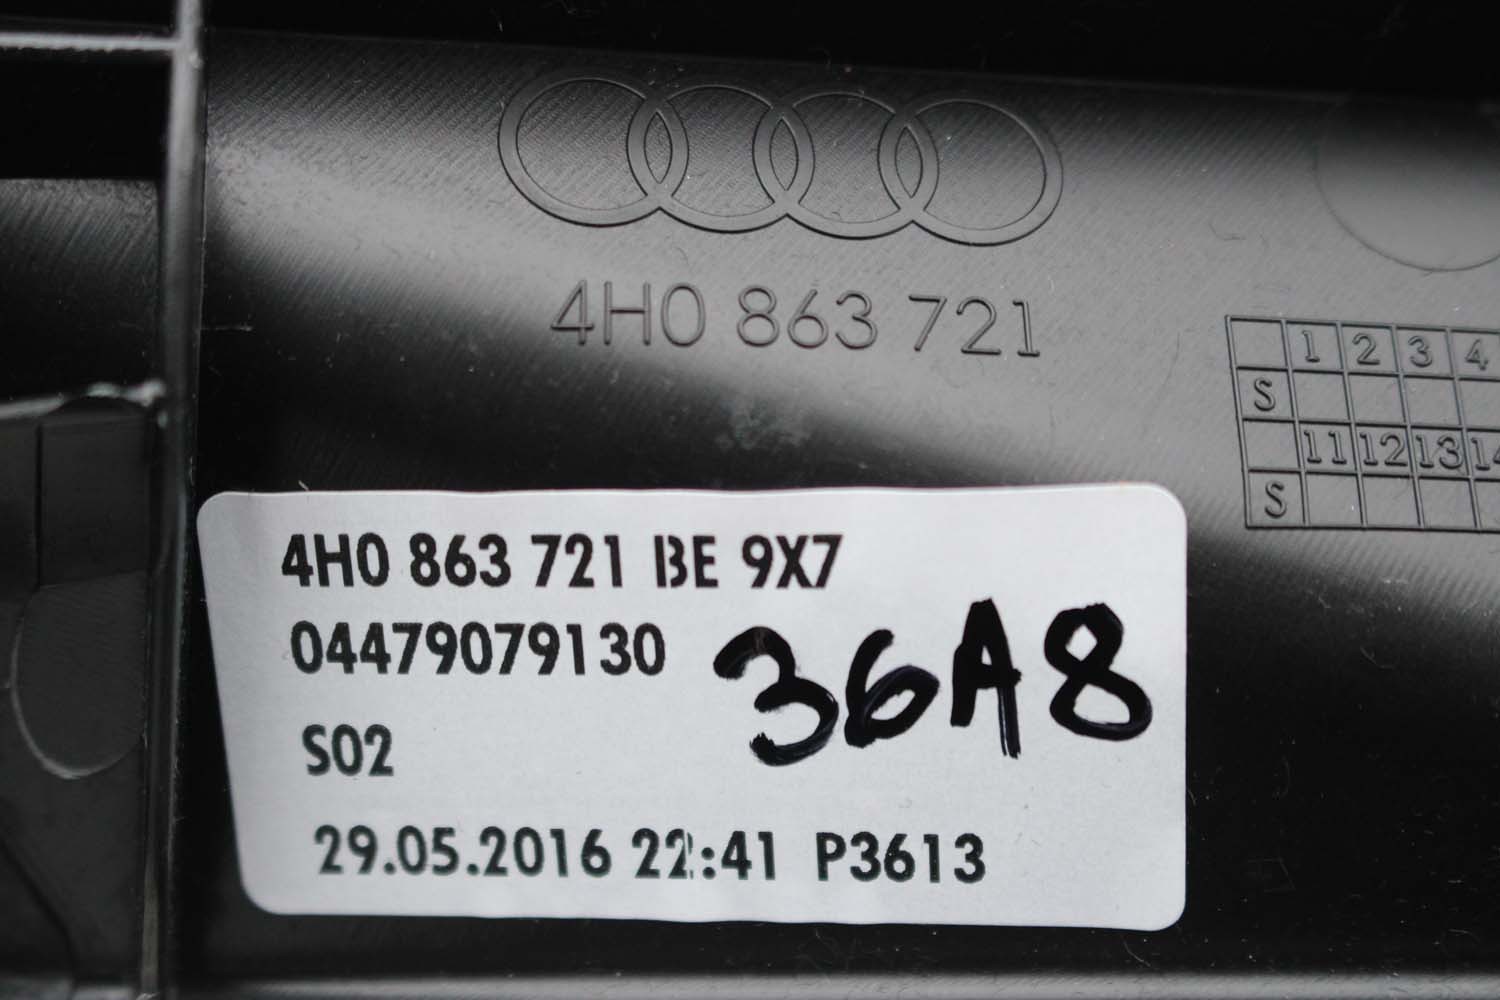 4H0 863 721
1 2 3 4
S
11 12 13 14
S
4H0 863 721 BE 9X7
04479079130
36A8
S02
29.05.2016 22:41 P3613